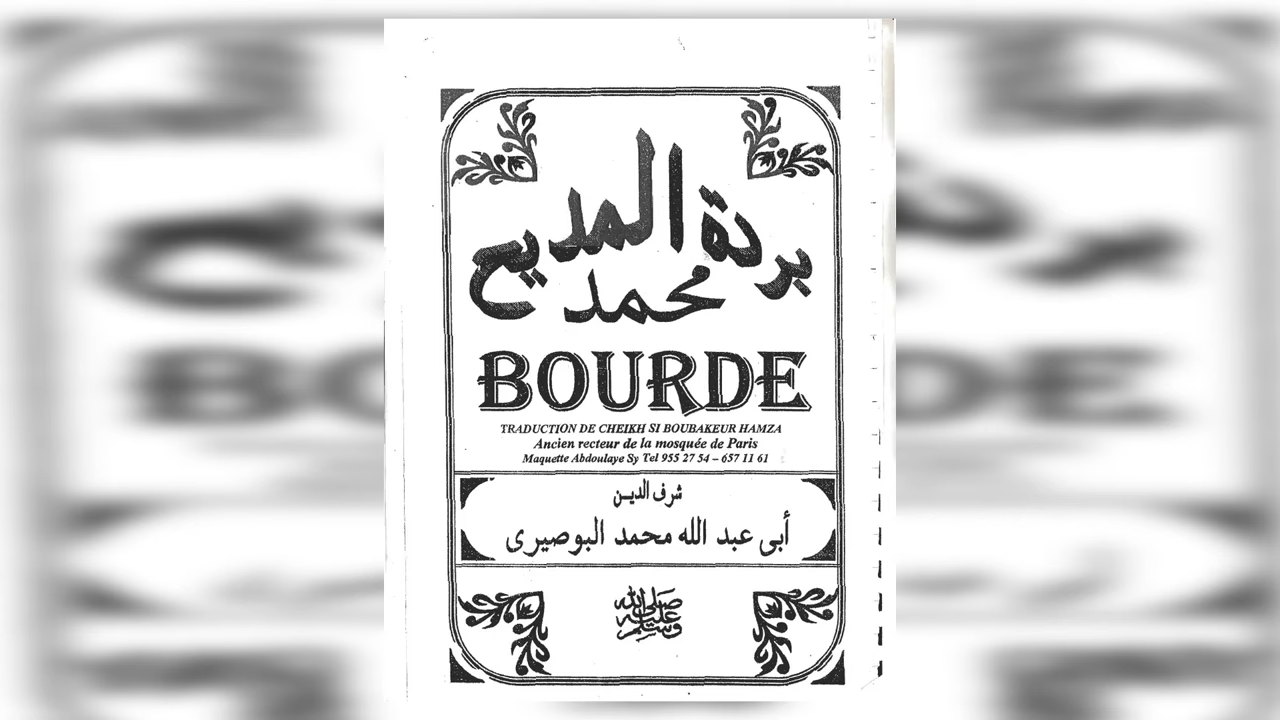 بردة المديح
محمد
BOURDE
TRADUCTION DE CHEIKH SI BOUBAKEUR HAMZA
Ancien recteur de la mosquée de Paris
Maquette Abdoulaye Sy Tel 955 27 54 – 657 11 61
شرف الدين
أبى عبد الله محمد البوصيرى
صلى الله عليه وسلم